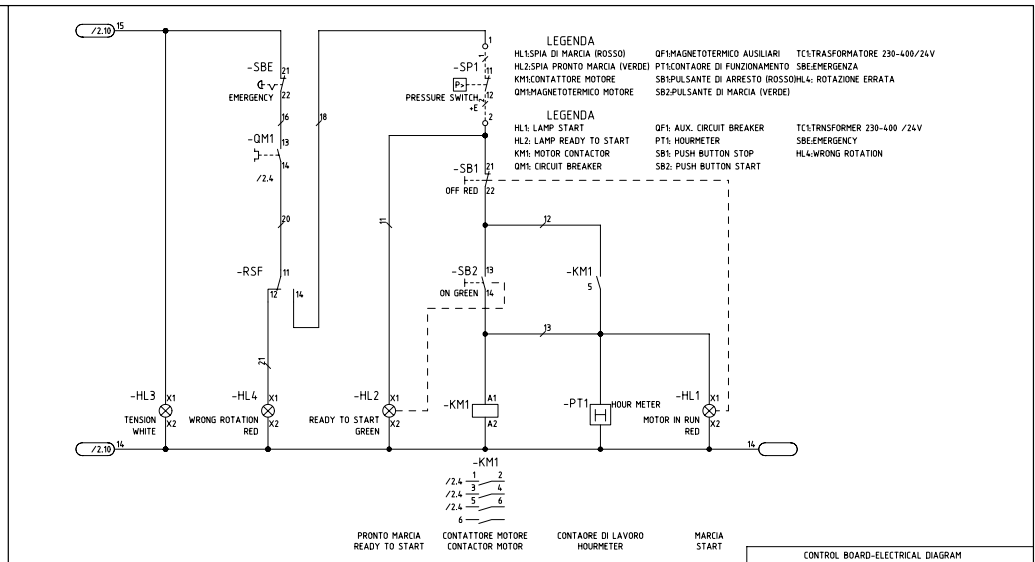 /2.10 15
LEGENDA
HL1:SPIA DI MARCIA (ROSSO) QF1:MAGNETOTERMICO AUSILIARI TC1:TRASFORMATORE 230-400/24V
HL2:SPIA PRONTO MARCIA (VERDE) PT1:CONTAORE DI FUNZIONAMENTO SBE:EMERGENZA
KM1:CONTATTORE MOTORE SB1:PULSANTE DI ARRESTO (ROSSO) HL4: ROTAZIONE ERRATA
QM1:MAGNETOTERMICO MOTORE SB2:PULSANTE DI MARCIA (VERDE)
LEGENDA
HL1: LAMP START QF1: AUX. CIRCUIT BREAKER TC1:TRNSFORMER 230-400 /24V
HL2: LAMP READY TO START PT1: HOURMETER SBE:EMERGENCY
KM1: MOTOR CONTACTOR SB1: PUSH BUTTON STOP HL4:WRONG ROTATION
QM1: CIRCUIT BREAKER SB2: PUSH BUTTON START
-SBE 21
22
EMERGENCY
16
18
-QM1 13
14
/2.4
20
-RSF 11
12 14
21
1
-SP1 1
11
P>
12
PRESSURE SWITCH
+E 2
2
-SB1 21
OFF RED 22
11
12
-SB2 13
ON GREEN 14
-KM1
5
13
-HL3 X1
X2
TENSION
WHITE
-HL4 X1
X2
WRONG ROTATION
RED
-HL2 X1
X2
READY TO START
GREEN
-KM1 A1
A2
-PT1 HOUR METER
H
-HL1 X1
X2
MOTOR IN RUN
RED
/2.10 14
14
-KM1
/2.4 1 2
/2.4 3 4
/2.4 5 6
6
PRONTO MARCIA CONTATTORE MOTORE CONTAORE DI LAVORO MARCIA
READY TO START CONTACTOR MOTOR HOURMETER START
CONTROL BOARD-ELECTRICAL DIAGRAM